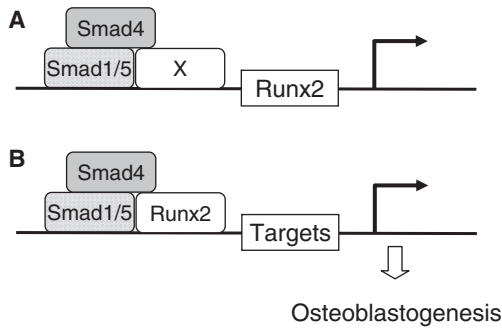 A
Smad4
Smad1/5 X
Runx2
B
Smad4
Smad1/5 Runx2
Targets
Osteoblastogenesis